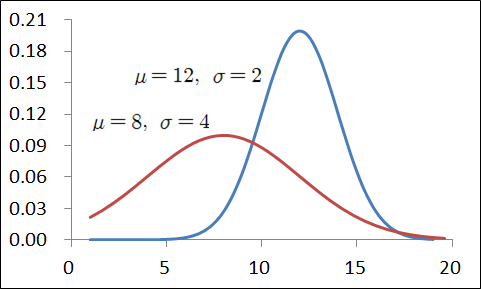 0.21
0.18
0.15
μ = 12, σ = 2
0.12
μ = 8, σ = 4
0.09
0.06
0.03
0.00
0 5 10 15 20